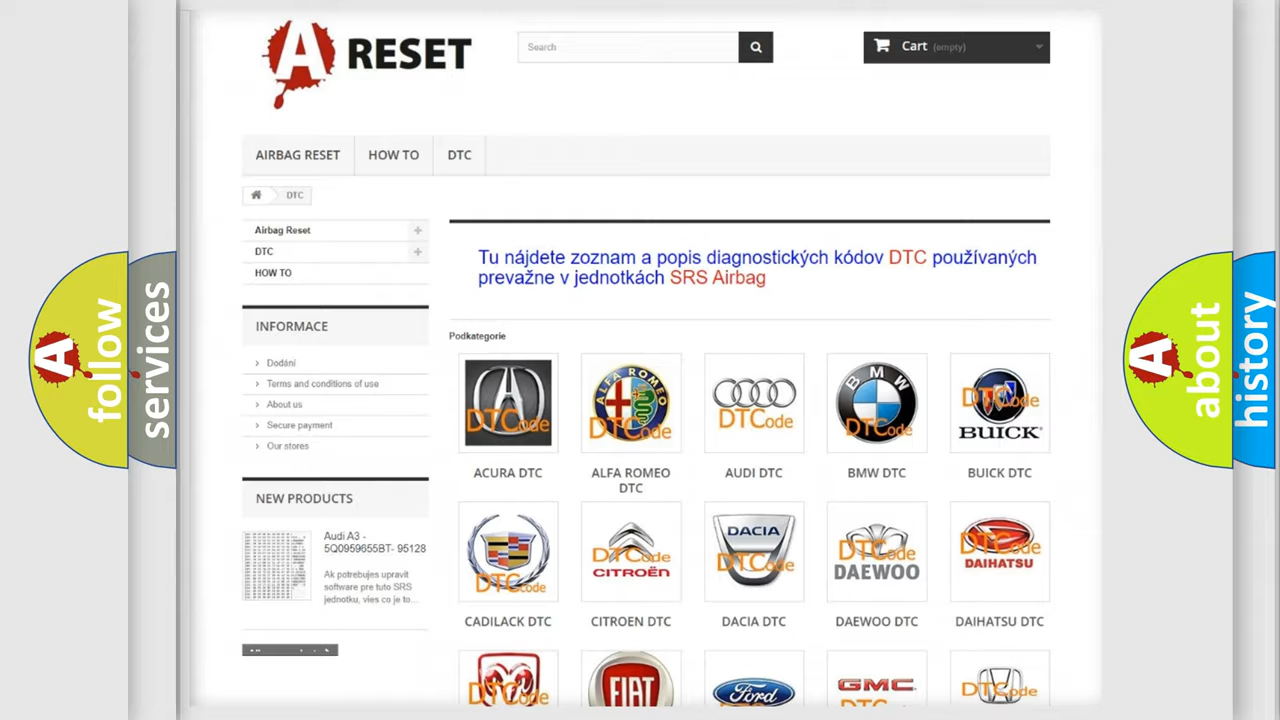 A RESET
Search
Cart (empty)
AIRBAG RESET
HOW TO
DTC
DTC
Airbag Reset
DTC
HOW TO
INFORMACE
Dodání
Terms and conditions of use
About us
Secure payment
Our stores
NEW PRODUCTS
Audi A3 -
5Q0959655BT- 95128
Ak potrebujes upravit
software pre tuto SRS
jednotku, vies co je to...
Tu nájdete zoznam a popis diagnostických kódov DTC používaných
prevažne v jednotkách SRS Airbag
Podkategorie
DTCode
ALFA ROMEO
DTCode
DTCode
BMW
DTCode
DTCode
BUICK
ACURA DTC
ALFA ROMEO
DTC
AUDI DTC
BMW DTC
BUICK DTC
DTCode
DTCode
CITROËN
DACIA
DTCode
DTCode
DAEWOO
DTCode
DAIHATSU
CADILACK DTC
CITROEN DTC
DACIA DTC
DAEWOO DTC
DAIHATSU DTC
DTCode
FIAT
Ford
GMC
DTCode
A follow
services
A about
history